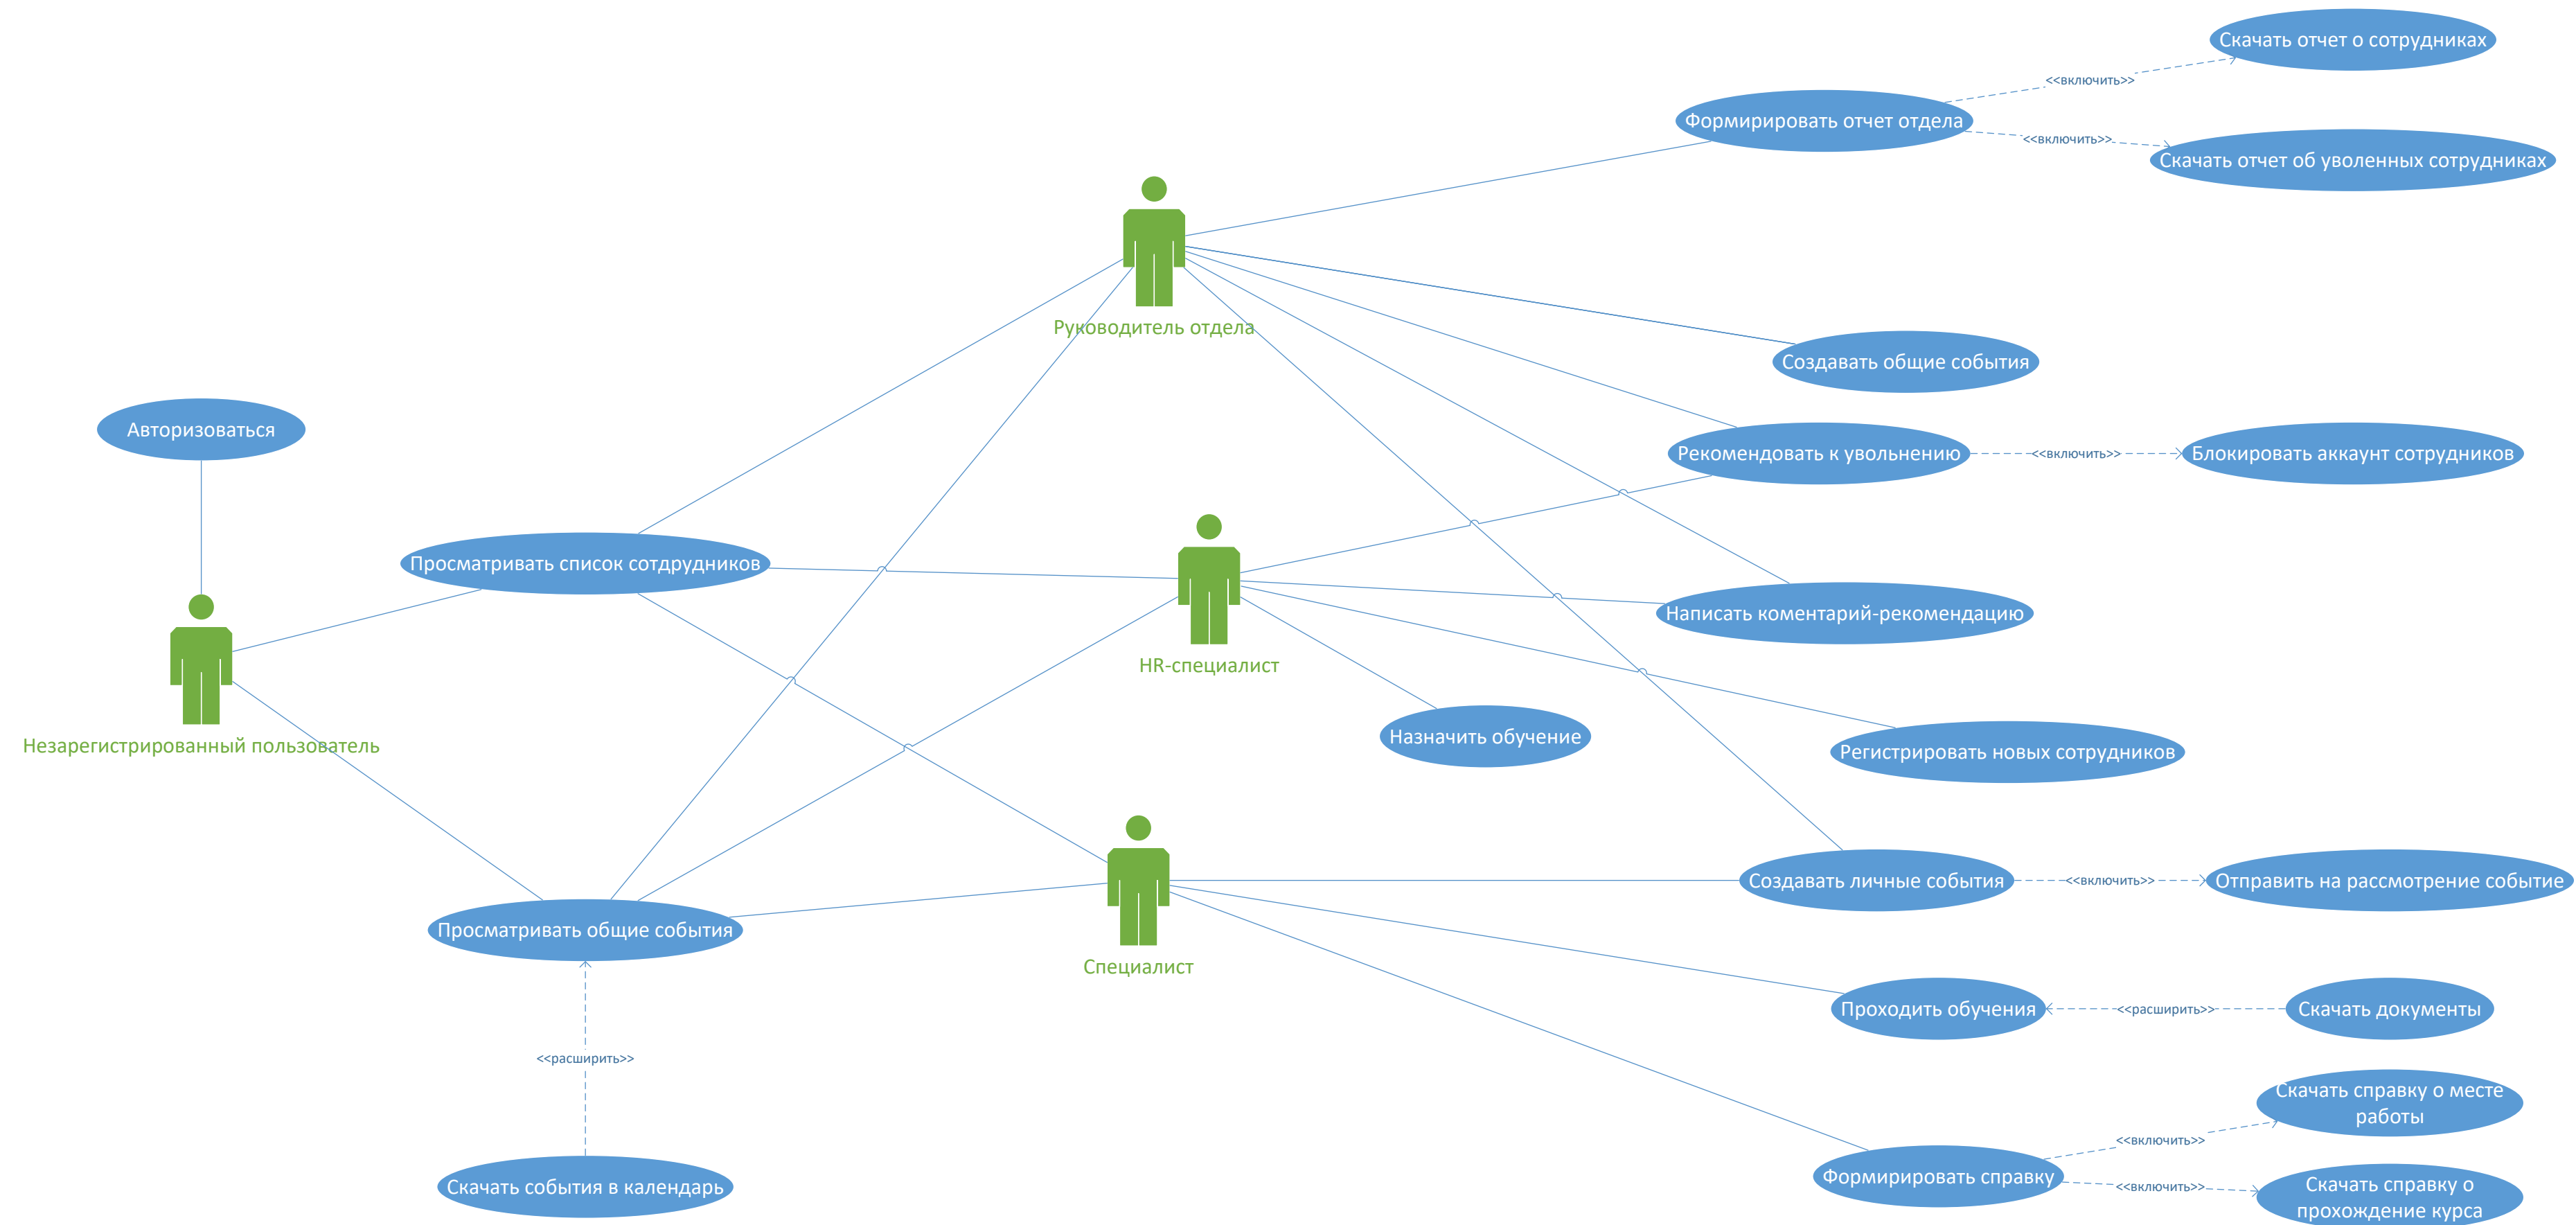 Скачать отчет о сотрудниках
<<включить>>
Формирировать отчет отдела
<<включить>>
Скачать отчет об уволенных сотрудниках
Руководитель отдела
Создавать общие события
Авторизоваться
Рекомендовать к увольнению
<<включить>>
Блокировать аккаунт сотрудников
Просматривать список сотдрудников
Написать коментарий-рекомендацию
HR-специалист
Незарегистрированный пользователь
Назначить обучение
Регистрировать новых сотрудников
Создавать личные события
<<включить>>
Отправить на рассмотрение событие
Просматривать общие события
Специалист
Проходить обучения
<<расширить>>
Скачать документы
<<расширить>>
Скачать справку о месте
работы
<<включить>>
Формирировать справку
<<включить>>
Скачать события в календарь
Скачать справку о
прохождение курса